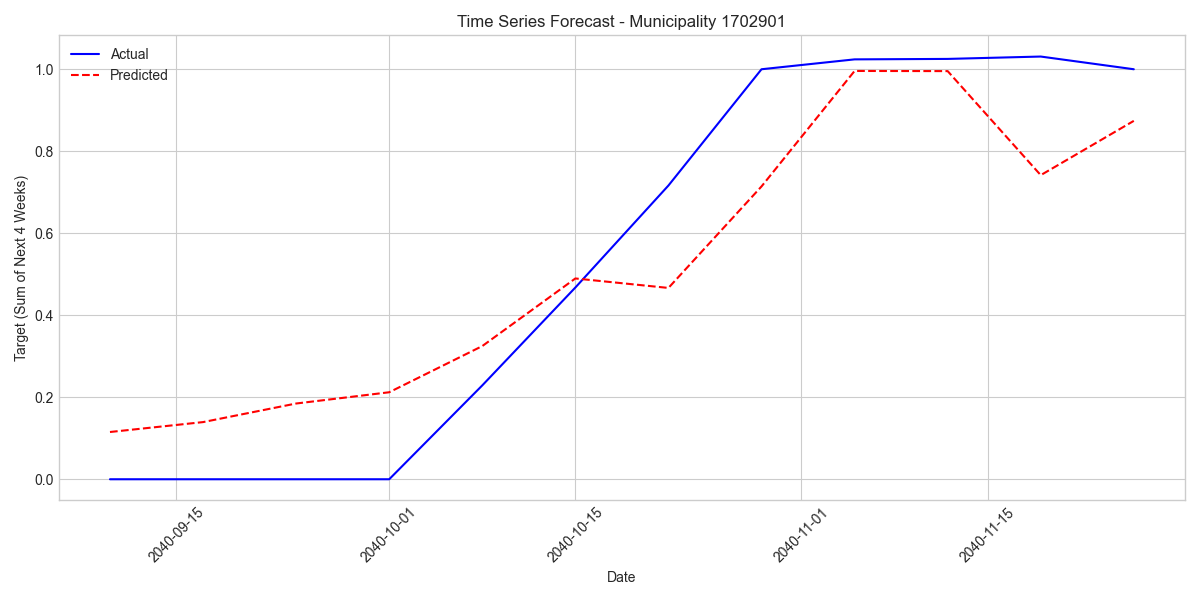 Time Series Forecast - Municipality 1702901
Actual
Predicted
Target (Sum of Next 4 Weeks)
1.0
0.8
0.6
0.4
0.2
0.0
2040-09-15
2040-10-01
2040-10-15
2040-11-01
2040-11-15
Date